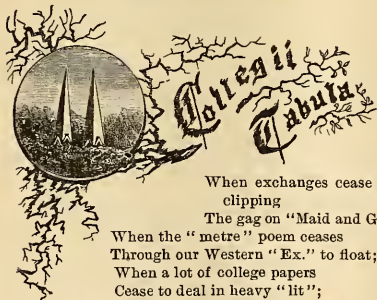 Collegii
Tabula.
When exchanges cease
clipping
The gag on "Maid and G
When the "metre" poem ceases
Through our Western "Ex." to float;
When a lot of college papers
Cease to deal in heavy "lit";